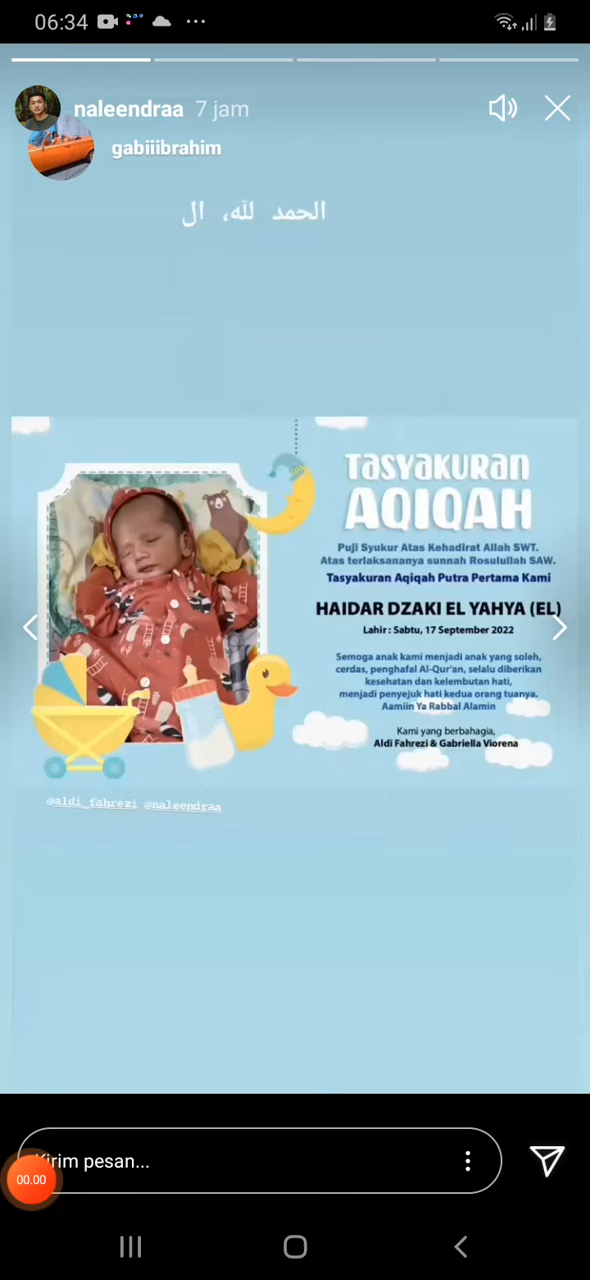 06:34
naleendraa 7 jam
gabiiibrahim
الحمد لله، ال
Tasyakuran
AQIQAH
Puji Syukur Atas Kehadirat Allah SWT.
Atas terlaksananya sunnah Rosulullah SAW.
Tasyakuran Aqiqah Putra Pertama Kami
HAIDAR DZAKI EL YAHYA (EL)
Lahir : Sabtu, 17 September 2022
Semoga anak kami menjadi anak yang soleh,
cerdas, penghafal Al-Qur'an, selalu diberikan
kesehatan dan kelembutan hati,
menjadi penyejuk hati kedua orang tuanya.
Aamiin Ya Rabbal Alamin
Kami yang berbahagia,
Aldi Fahrezi & Gabriella Viorena
@aldi_fahrezi @naleendraa
Kirim pesan...
00.00